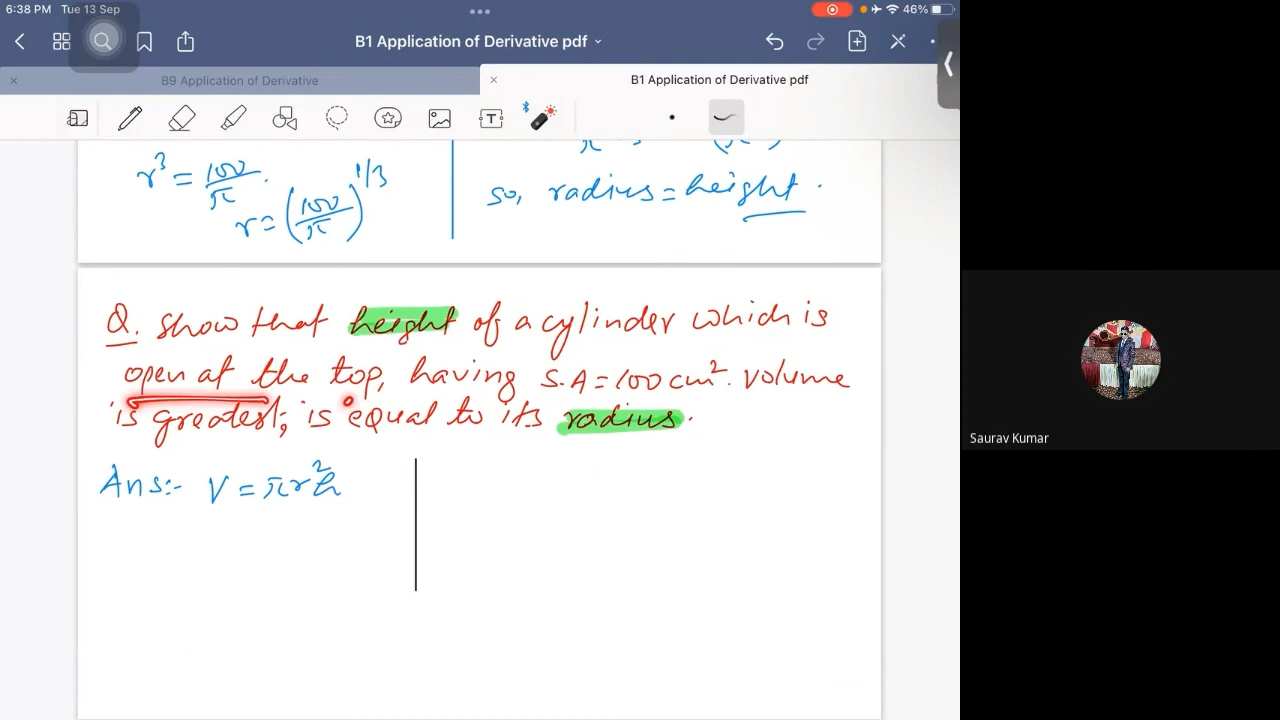 6:38 PM Tue 13 Sep
46%
B1 Application of Derivative pdf
B9 Application of Derivative
B1 Application of Derivative pdf
T
r³ = 100/π.
r = (100/π)^1/3
so, radius = height.
Q. show that height of a cylinder which is
open at the top, having S.A = 100 cm². volume
is greatest; is equal to its radius.
Ans:- V = πr²h
Saurav Kumar